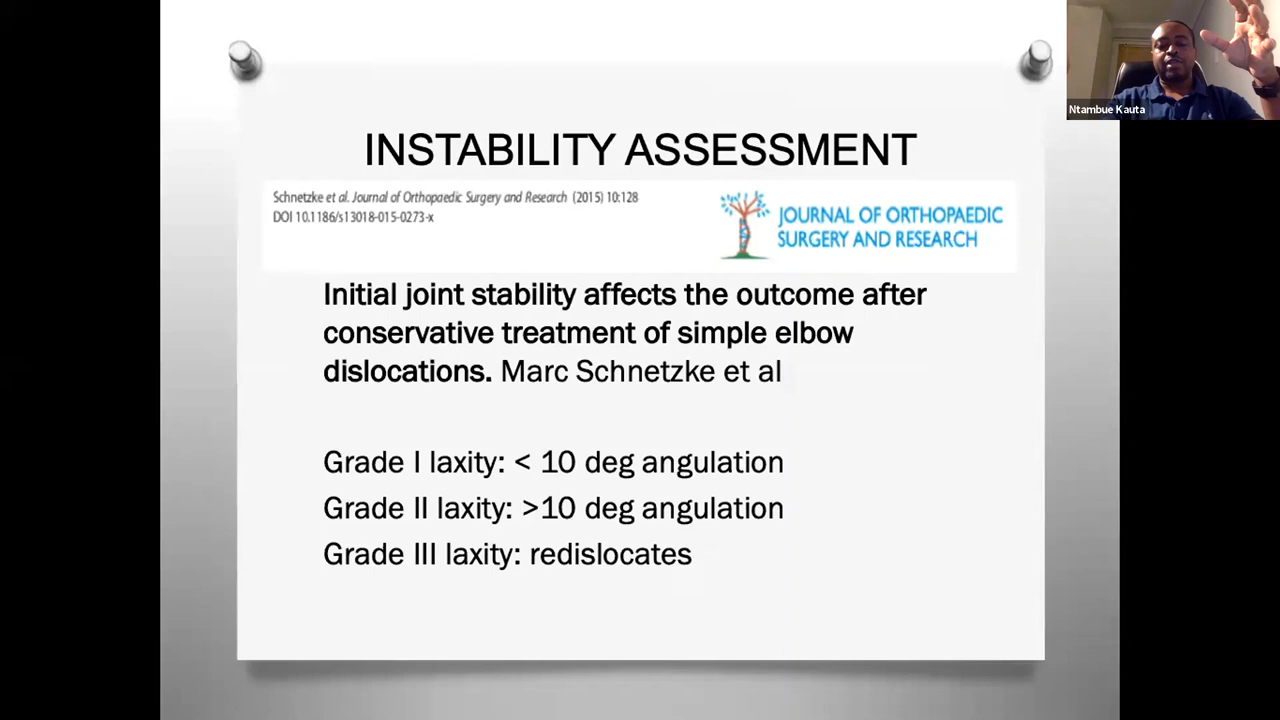 Ntambue Kauta
INSTABILITY ASSESSMENT
Schnetzke et al. Journal of Orthopaedic Surgery and Research (2015) 10:128
DOI 10.1186/s13018-015-0273-x
JOURNAL OF ORTHOPAEDIC
SURGERY AND RESEARCH
Initial joint stability affects the outcome after
conservative treatment of simple elbow
dislocations. Marc Schnetzke et al
Grade I laxity: < 10 deg angulation
Grade II laxity: >10 deg angulation
Grade III laxity: redislocates